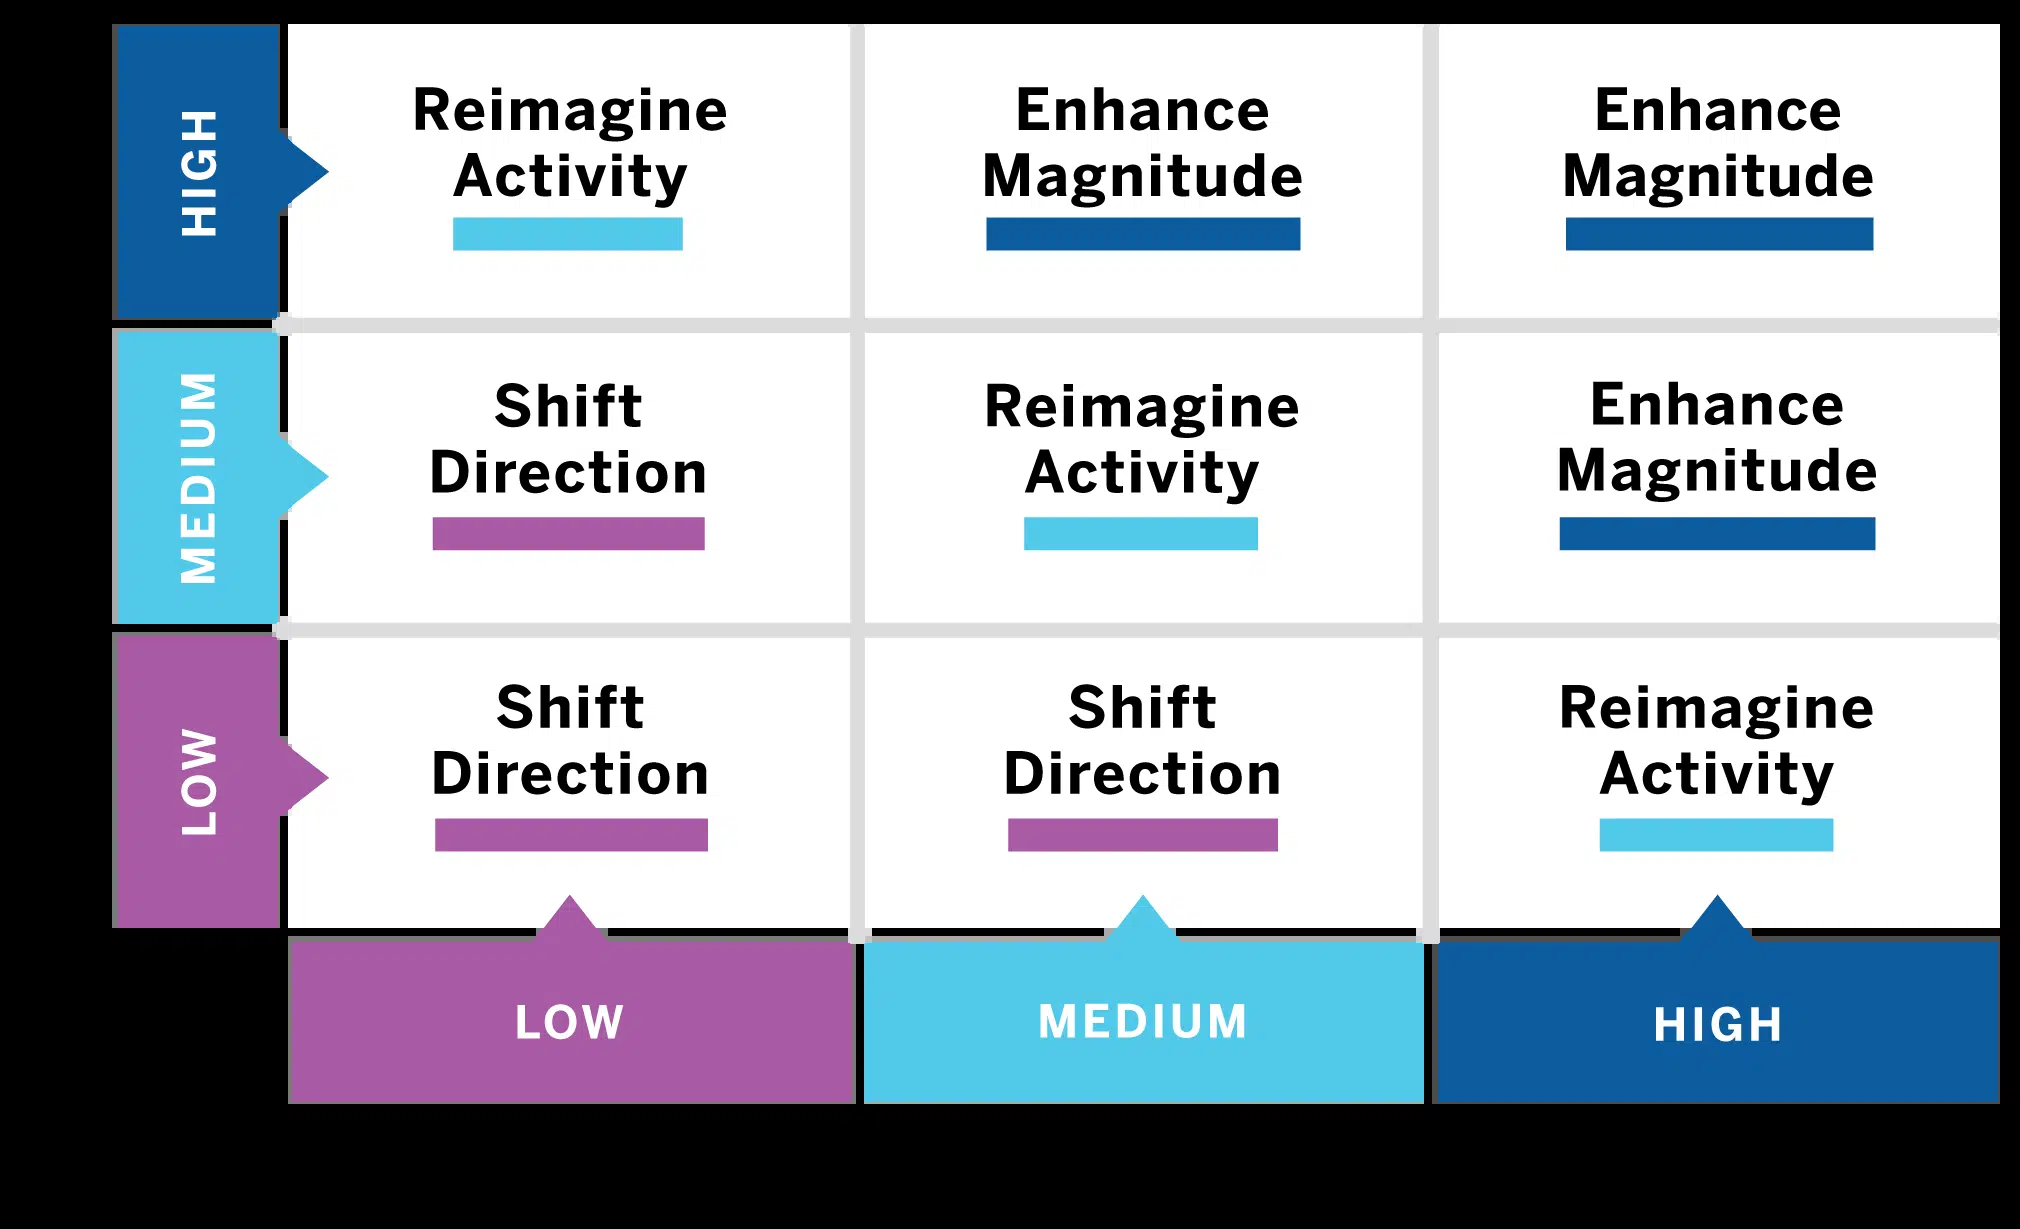 HIGH
Reimagine
Activity
Enhance
Magnitude
Enhance
Magnitude
MEDIUM
Shift
Direction
Reimagine
Activity
Enhance
Magnitude
LOW
Shift
Direction
Shift
Direction
Reimagine
Activity
LOW
MEDIUM
HIGH